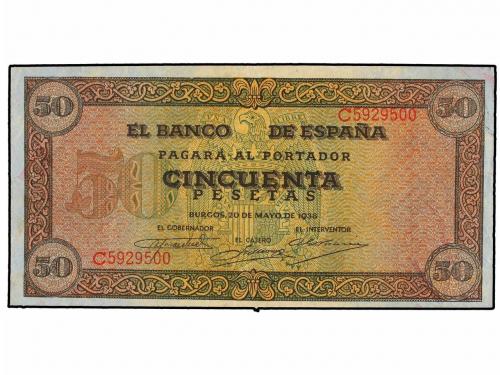 50 50
C5929500
EL BANCO DE ESPAÑA
PAGARÁ AL PORTADOR
50
CINCUENTA
PESETAS
BURGOS, 20 DE MAYO DE 1938
EL GOBERNADOR EL CAJERO EL INTERVENTOR
C5929500
50 50